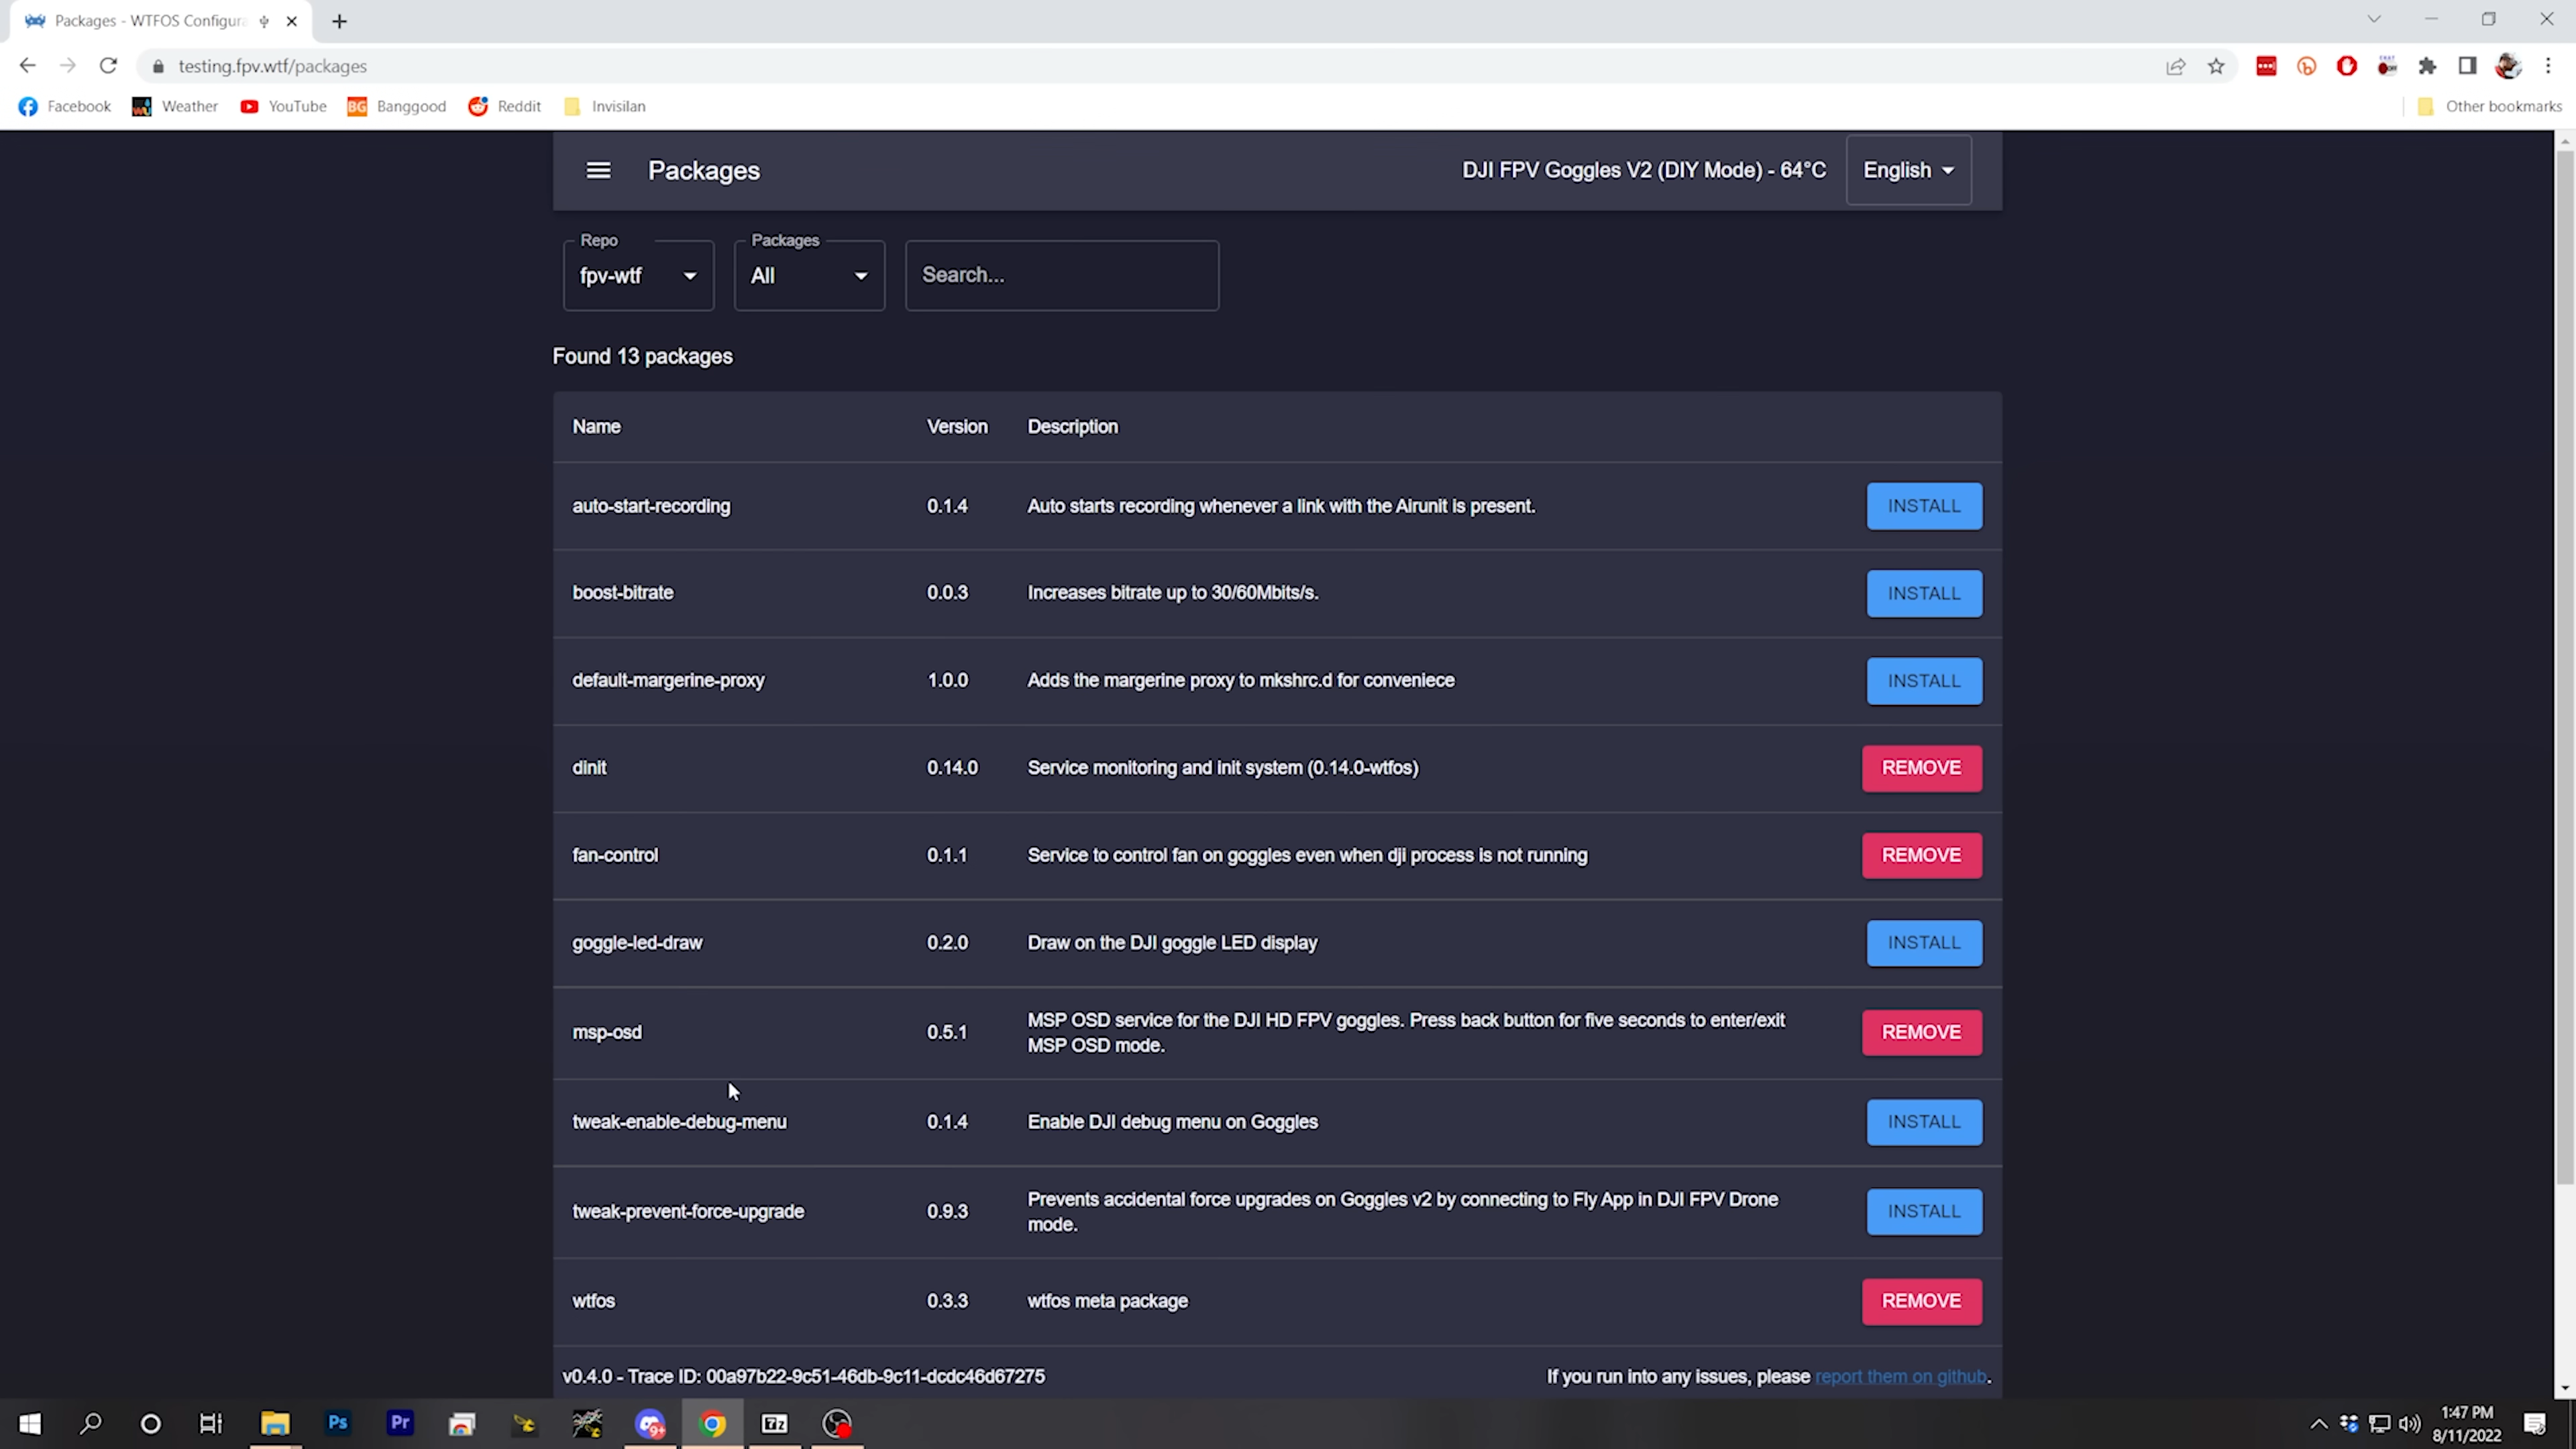 Packages - WTFOS Configura
testing.fpv.wtf/packages
Facebook
Weather
YouTube
BG
Banggood
Reddit
Invisilan
Other bookmarks
Packages
DJI FPV Goggles V2 (DIY Mode) - 64°C
English
Repo
fpv-wtf
Packages
All
Search...
Found 13 packages
Name Version Description
auto-start-recording 0.1.4 Auto starts recording whenever a link with the Airunit is present. INSTALL
boost-bitrate 0.0.3 Increases bitrate up to 30/60Mbits/s. INSTALL
default-margerine-proxy 1.0.0 Adds the margerine proxy to mkshrc.d for conveniece INSTALL
dinit 0.14.0 Service monitoring and init system (0.14.0-wtfos) REMOVE
fan-control 0.1.1 Service to control fan on goggles even when dji process is not running REMOVE
goggle-led-draw 0.2.0 Draw on the DJI goggle LED display INSTALL
msp-osd 0.5.1 MSP OSD service for the DJI HD FPV goggles. Press back button for five seconds to enter/exit
MSP OSD mode. REMOVE
tweak-enable-debug-menu 0.1.4 Enable DJI debug menu on Goggles INSTALL
tweak-prevent-force-upgrade 0.9.3 Prevents accidental force upgrades on Goggles v2 by connecting to Fly App in DJI FPV Drone
mode. INSTALL
wtfos 0.3.3 wtfos meta package REMOVE
v0.4.0 - Trace ID: 00a97b22-9c51-46db-9c11-dcdc46d67275
If you run into any issues, please report them on github.
Ps
Pr
9+
7z
1:47 PM
8/11/2022